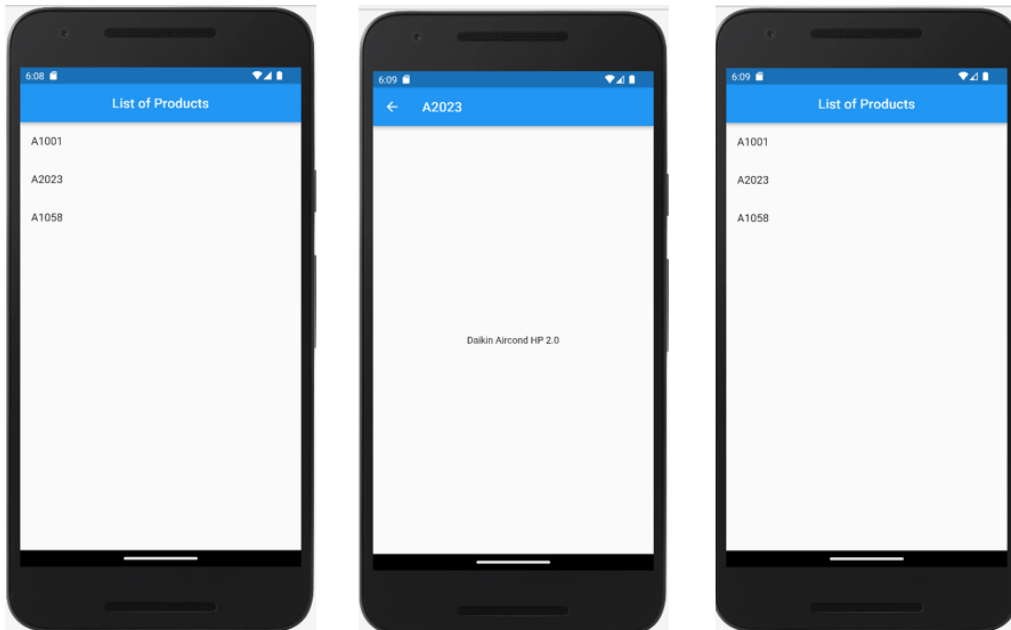 6:08
List of Products
A1001
A2023
A1058
6:09
A2023
Daikin Aircond HP 2.0
6:09
List of Products
A1001
A2023
A1058